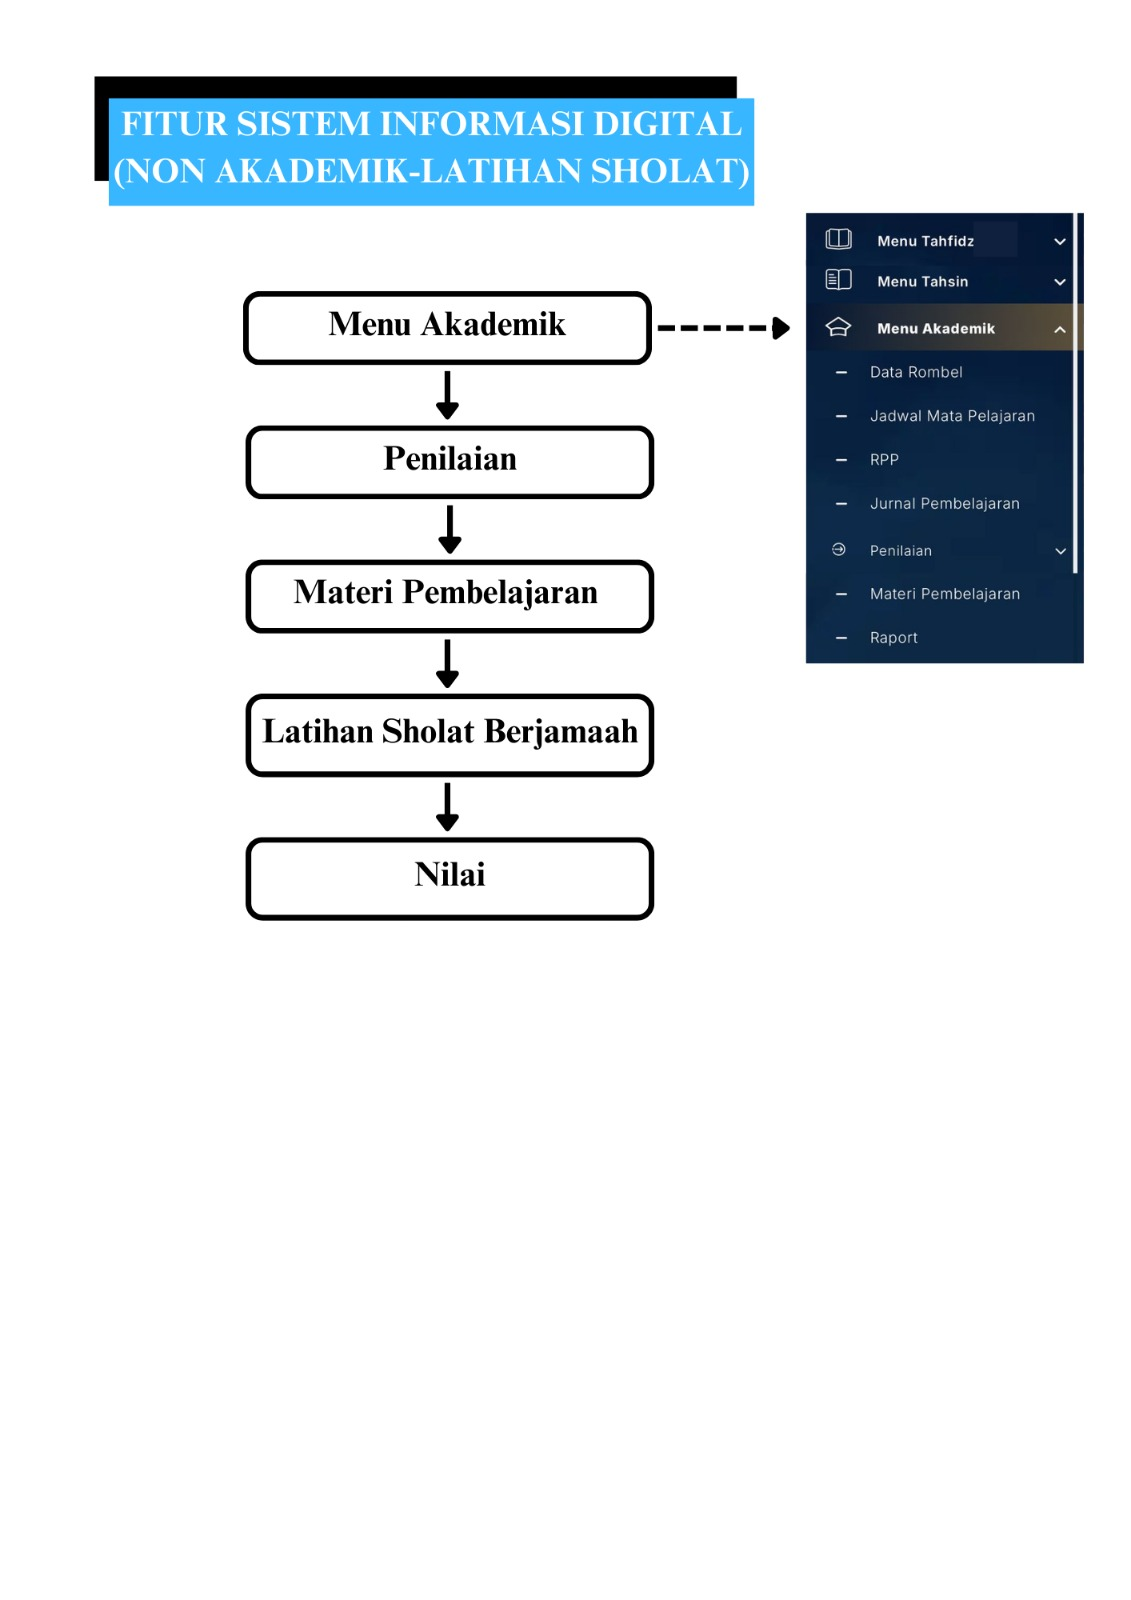 FITUR SISTEM INFORMASI DIGITAL
(NON AKADEMIK-LATIHAN SHOLAT)
Menu Akademik
Penilaian
Materi Pembelajaran
Latihan Sholat Berjamaah
Nilai
Menu Tahfidz
Menu Tahsin
Menu Akademik
Data Rombel
Jadwal Mata Pelajaran
RPP
Jurnal Pembelajaran
Penilaian
Materi Pembelajaran
Raport